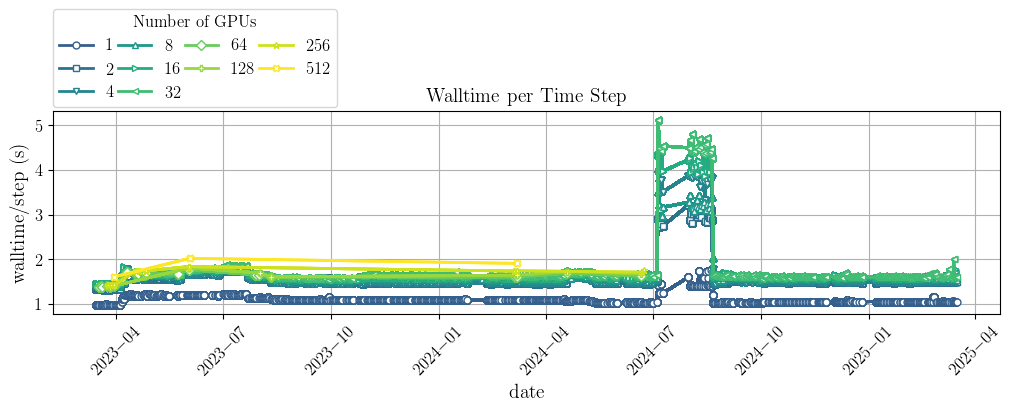 Number of GPUs
1 8 64 256
2 16 128 512
4 32
Walltime per Time Step
walltime/step (s)
5
4
3
2
1
2023−04
2023−07
2023−10
2024−01
2024−04
2024−07
2024−10
2025−01
2025−04
date